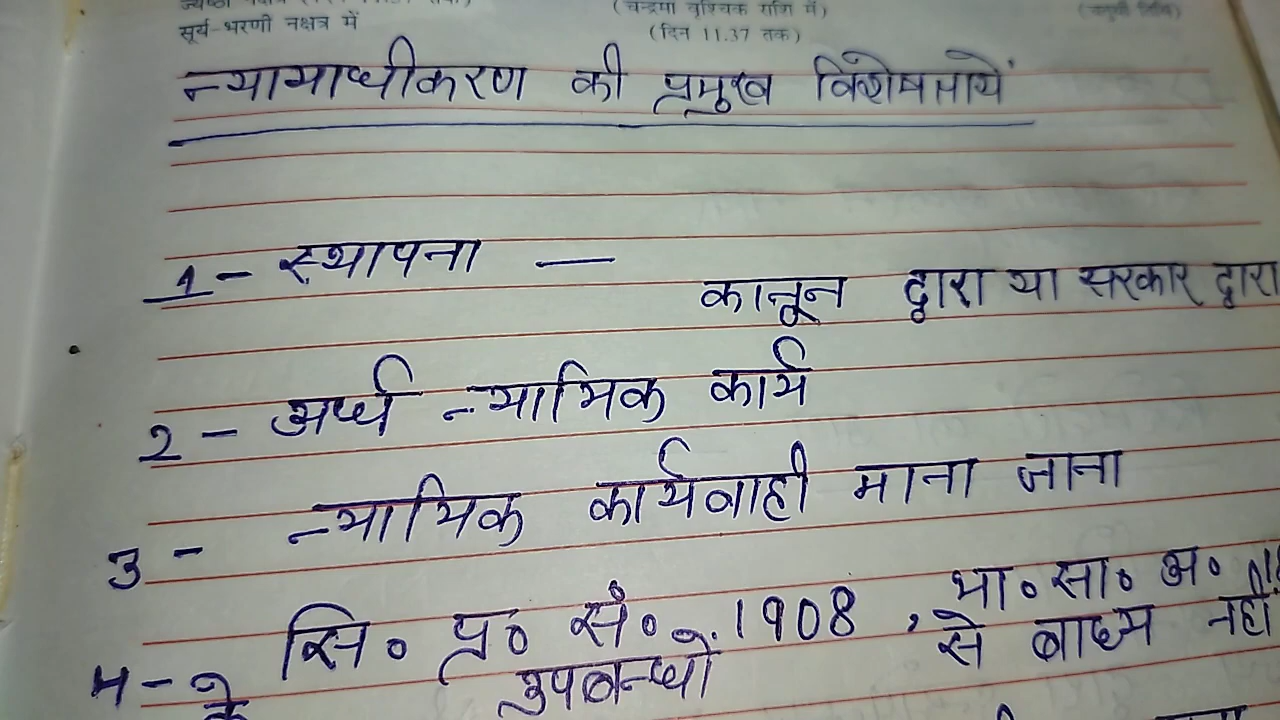 सूर्य-भरणी नक्षत्र में
(चन्द्रमा वृश्चिक राशि में)
(दिन 11.37 तक)
न्यायाधीकरण की प्रमुख विशेषतायें
1- स्थापना —
कानून द्वारा या सरकार द्वारा
2- अर्ध्ध न्यायिक कार्य
3- न्यायिक कार्यवाही माना जाना
4- सि० प्र० सं० 1908, भा० सा० अ०
के उपबन्धों से बाध्य नहीं